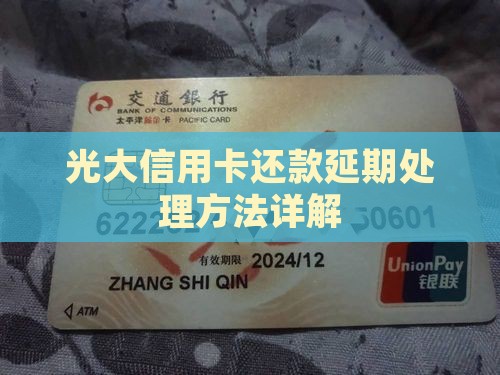 交通銀行
BANK OF COMMUNICATIONS
太平洋 卡 PACIFIC CARD
光大信用卡还款延期处
理方法详解
6222 0601
有效期限 2024/12
ZHANG SHI QIN
ATM
UnionPay
银联